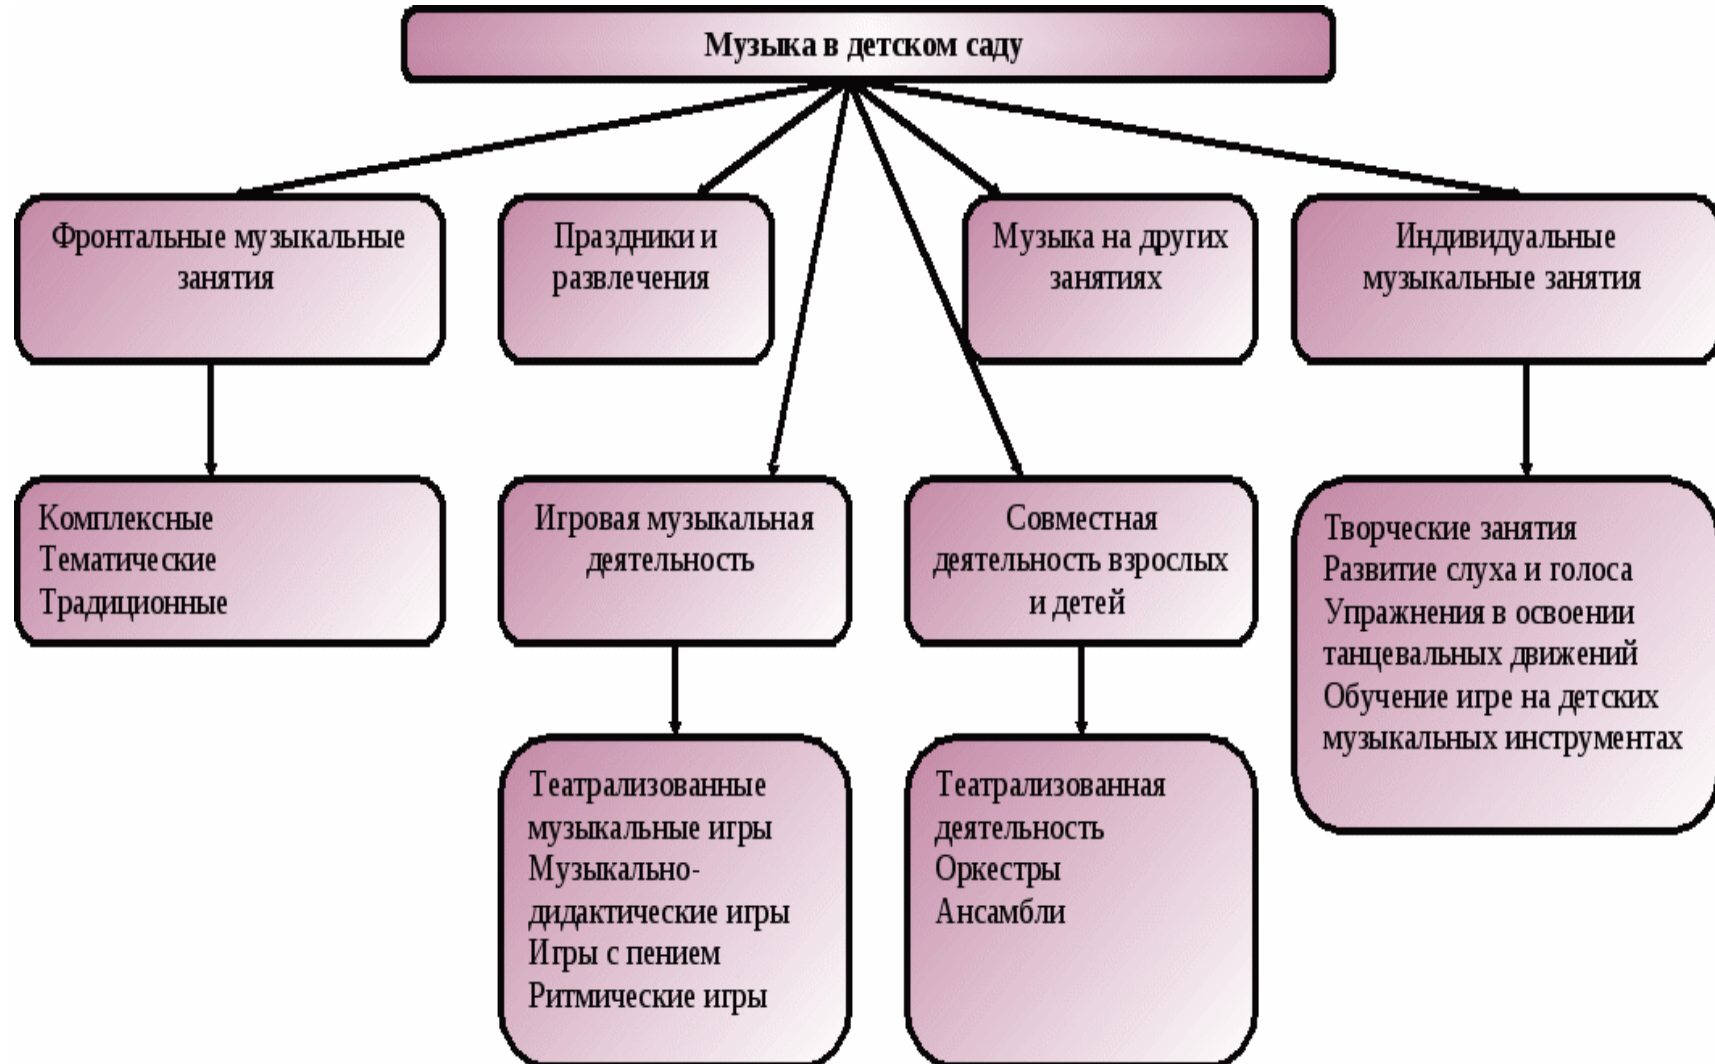 Музыка в детском саду
Фронтальные музыкальные
занятия
Праздники и
развлечения
Музыка на других
занятиях
Индивидуальные
музыкальные занятия
Комплексные
Тематические
Традиционные
Игровая музыкальная
деятельность
Совместная
деятельность взрослых
и детей
Творческие занятия
Развитие слуха и голоса
Упражнения в освоении
танцевальных движений
Обучение игре на детских
музыкальных инструментах
Театрализованные
музыкальные игры
Музыкально-
дидактические игры
Игры с пением
Ритмические игры
Театрализованная
деятельность
Оркестры
Ансамбли